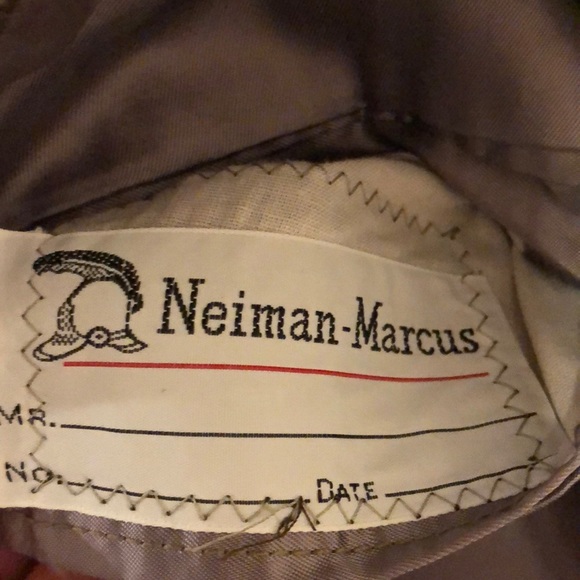 Neiman-Marcus
MR.
No. DATE